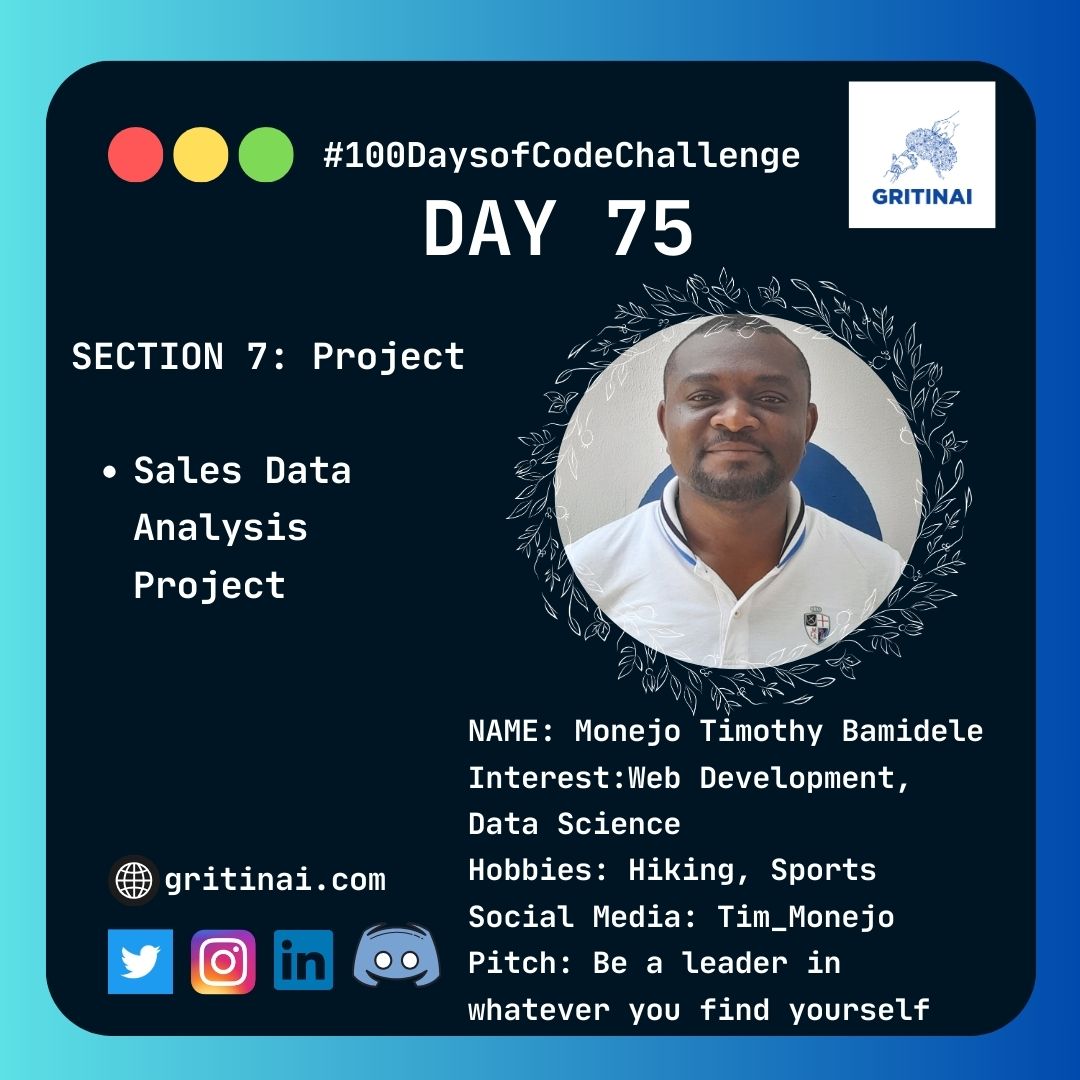 #100DaysofCodeChallenge
DAY 75
GRITINAI
SECTION 7: Project
• Sales Data
Analysis
Project
NAME: Monejo Timothy Bamidele
Interest:Web Development,
Data Science
Hobbies: Hiking, Sports
Social Media: Tim_Monejo
Pitch: Be a leader in
whatever you find yourself
gritinai.com
in